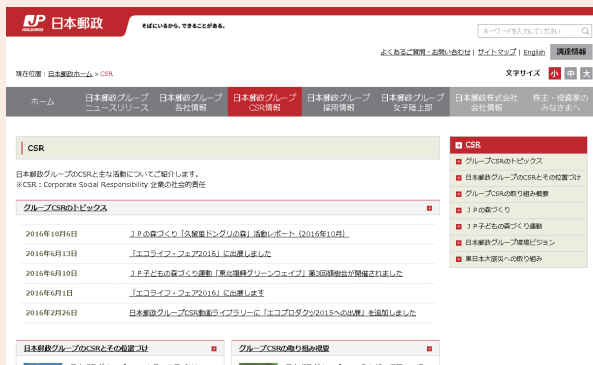 JP HOLDINGS 日本郵政 そばにいるから、できることがある。
キーワードを入力してください
よくあるご質問・お問い合わせ | サイトマップ | English 調達情報
現在位置：日本郵政ホーム > CSR 文字サイズ 小 中 大
ホーム 日本郵政グループ ニュースリリース 日本郵政グループ 各社情報 日本郵政グループ CSR情報 日本郵政グループ 採用情報 日本郵政グループ 女子陸上部 日本郵政株式会社 会社情報 株主・投資家の みなさまへ
CSR
日本郵政グループのCSRと主な活動についてご紹介します。
※CSR：Corporate Social Responsibility 企業の社会的責任
グループCSRのトピックス
2016年10月6日 ＪＰの森づくり「久留里ドングリの森」活動レポート（2016年10月）
2016年6月13日 「エコライフ・フェア2016」に出展しました
2016年6月10日 ＪＰ子どもの森づくり運動「東北復興グリーンウェイブ」第3回植樹会が開催されました
2016年6月1日 「エコライフ・フェア2016」に出展します
2016年2月26日 日本郵政グループCSR動画ライブラリーに「エコプロダクツ2015への出展」を追加しました
日本郵政グループのCSRとその位置づけ グループCSRの取り組み概要
CSR
グループCSRのトピックス
日本郵政グループのCSRとその位置づけ
グループCSRの取り組み概要
ＪＰの森づくり
ＪＰ子どもの森づくり運動
日本郵政グループ環境ビジョン
東日本大震災への取り組み